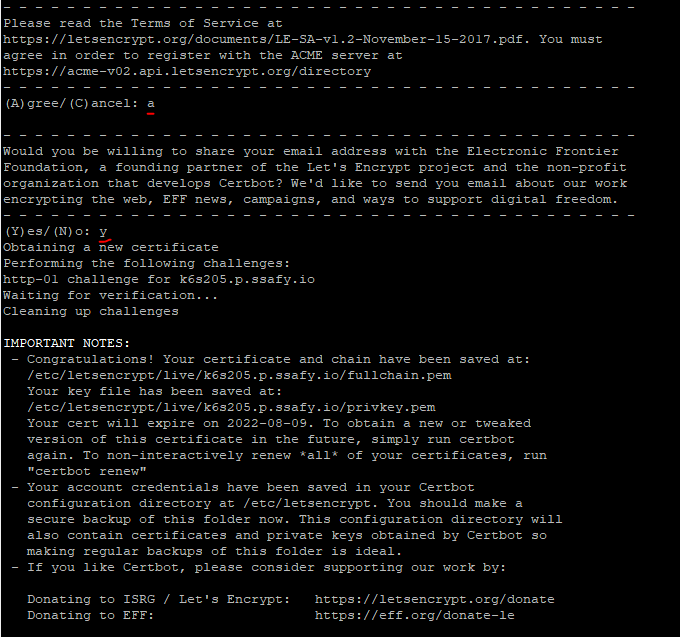 - - - - - - - - - - - - - - - - - - - - - - - - - - - - - - - - - - - - - - - -
Please read the Terms of Service at
https://letsencrypt.org/documents/LE-SA-v1.2-November-15-2017.pdf. You must
agree in order to register with the ACME server at
https://acme-v02.api.letsencrypt.org/directory
- - - - - - - - - - - - - - - - - - - - - - - - - - - - - - - - - - - - - - - -
(A)gree/(C)ancel: a
- - - - - - - - - - - - - - - - - - - - - - - - - - - - - - - - - - - - - - - -
Would you be willing to share your email address with the Electronic Frontier
Foundation, a founding partner of the Let's Encrypt project and the non-profit
organization that develops Certbot? We'd like to send you email about our work
encrypting the web, EFF news, campaigns, and ways to support digital freedom.
- - - - - - - - - - - - - - - - - - - - - - - - - - - - - - - - - - - - - - - -
(Y)es/(N)o: y
Obtaining a new certificate
Performing the following challenges:
http-01 challenge for k6s205.p.ssafy.io
Waiting for verification...
Cleaning up challenges
IMPORTANT NOTES:
- Congratulations! Your certificate and chain have been saved at:
/etc/letsencrypt/live/k6s205.p.ssafy.io/fullchain.pem
Your key file has been saved at:
/etc/letsencrypt/live/k6s205.p.ssafy.io/privkey.pem
Your cert will expire on 2022-08-09. To obtain a new or tweaked
version of this certificate in the future, simply run certbot
again. To non-interactively renew *all* of your certificates, run
"certbot renew"
- Your account credentials have been saved in your Certbot
configuration directory at /etc/letsencrypt. You should make a
secure backup of this folder now. This configuration directory will
also contain certificates and private keys obtained by Certbot so
making regular backups of this folder is ideal.
- If you like Certbot, please consider supporting our work by:
Donating to ISRG / Let's Encrypt: https://letsencrypt.org/donate
Donating to EFF: https://eff.org/donate-le